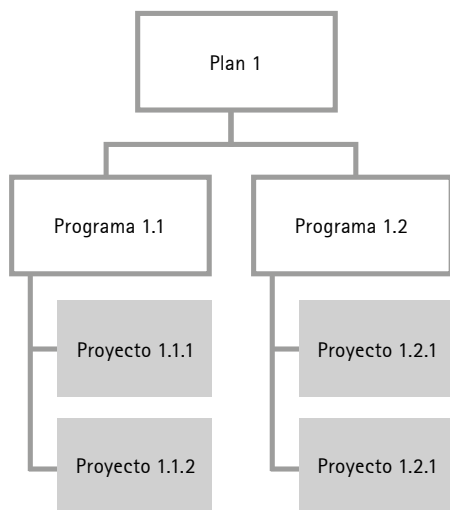 Plan 1
Programa 1.1
Programa 1.2
Proyecto 1.1.1
Proyecto 1.2.1
Proyecto 1.1.2
Proyecto 1.2.1